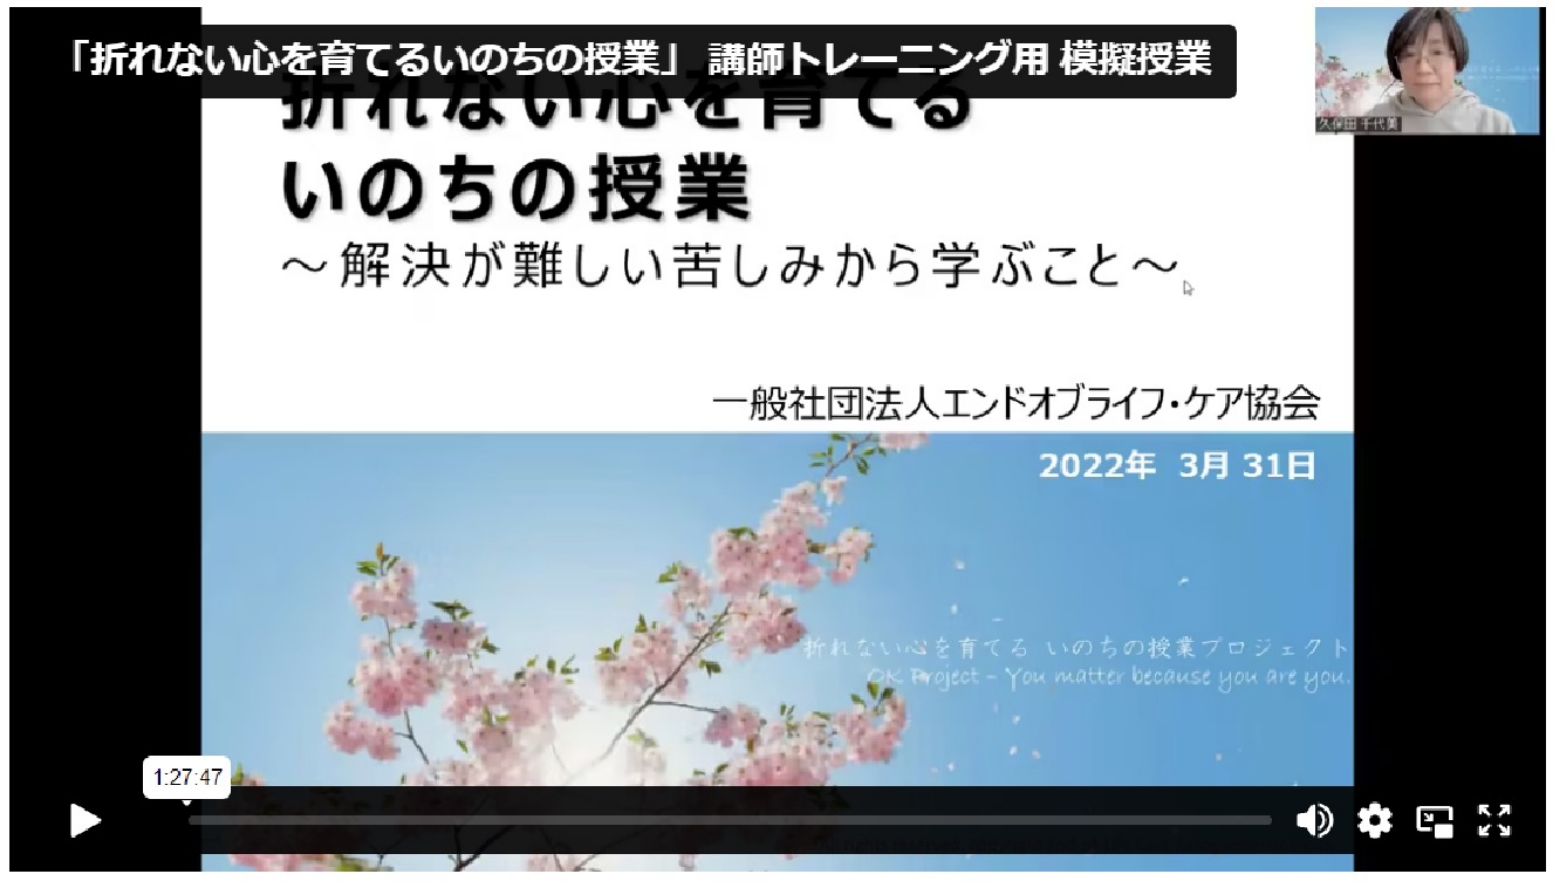 「折れない心を育てるいのちの授業」 講師トレーニング用 模擬授業
久保田 千代美
折れない心を育てる
いのちの授業
～解決が難しい苦しみから学ぶこと～
一般社団法人エンドオブライフ・ケア協会
2022年 3月 31日
折れない心を育てる いのちの授業プロジェクト
OK Project - You matter because you are you.
1:27:47